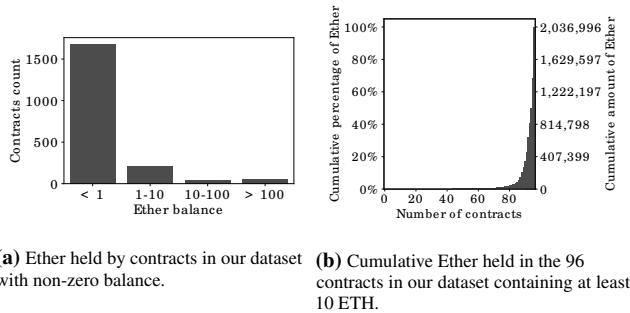 Contracts count
1500
1000
500
0
< 1
1-10
10-100
> 100
Ether balance
Cumulative percentage of Ether
100%
80%
60%
40%
20%
0%
0
20
40
60
80
Number of contracts
2,036,996
1,629,597
1,222,197
814,798
407,399
0
Cumulative amount of Ether
(a) Ether held by contracts in our dataset
with non-zero balance.
(b) Cumulative Ether held in the 96
contracts in our dataset containing at least
10 ETH.